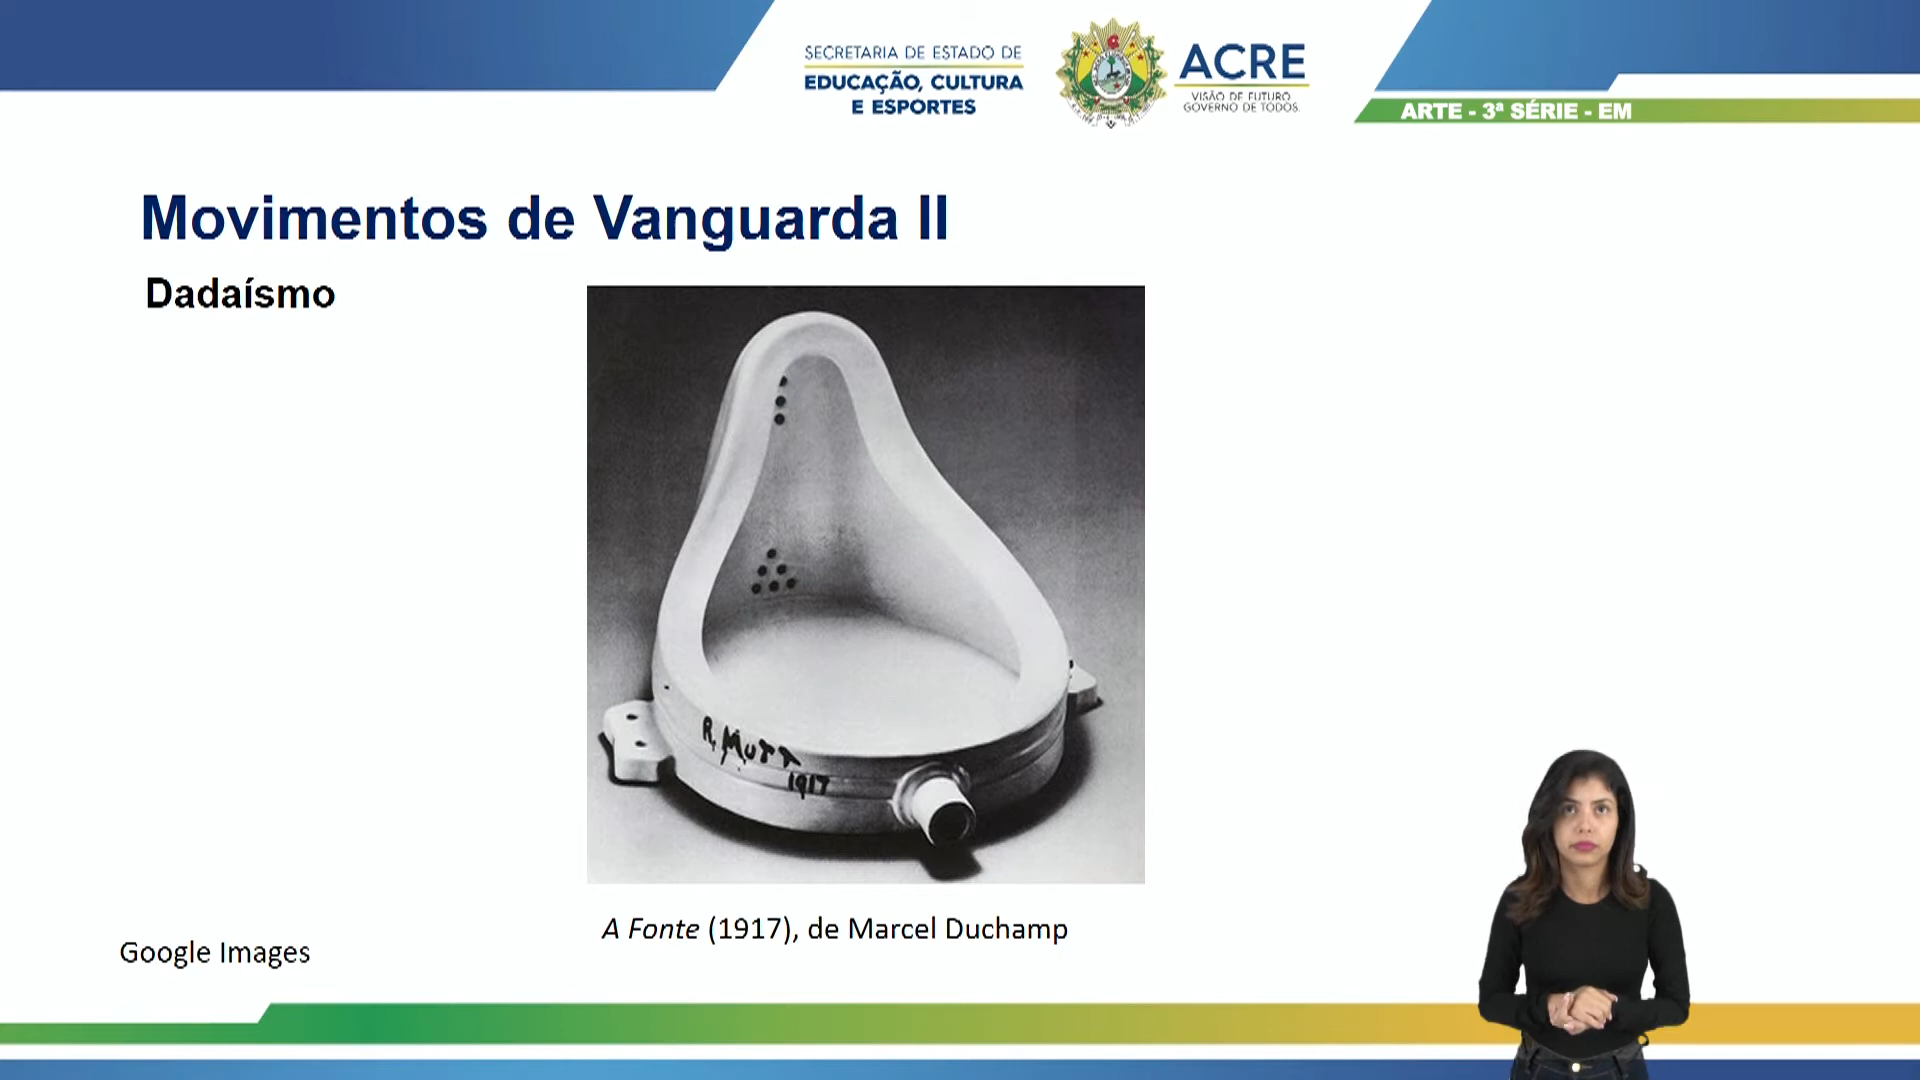 SECRETARIA DE ESTADO DE
EDUCAÇÃO, CULTURA
E ESPORTES
ACRE
VISÃO DE FUTURO
GOVERNO DE TODOS
ARTE - 3ª SÉRIE - EM
Movimentos de Vanguarda II
Dadaísmo
R. MUTT
1917
A Fonte (1917), de Marcel Duchamp
Google Images